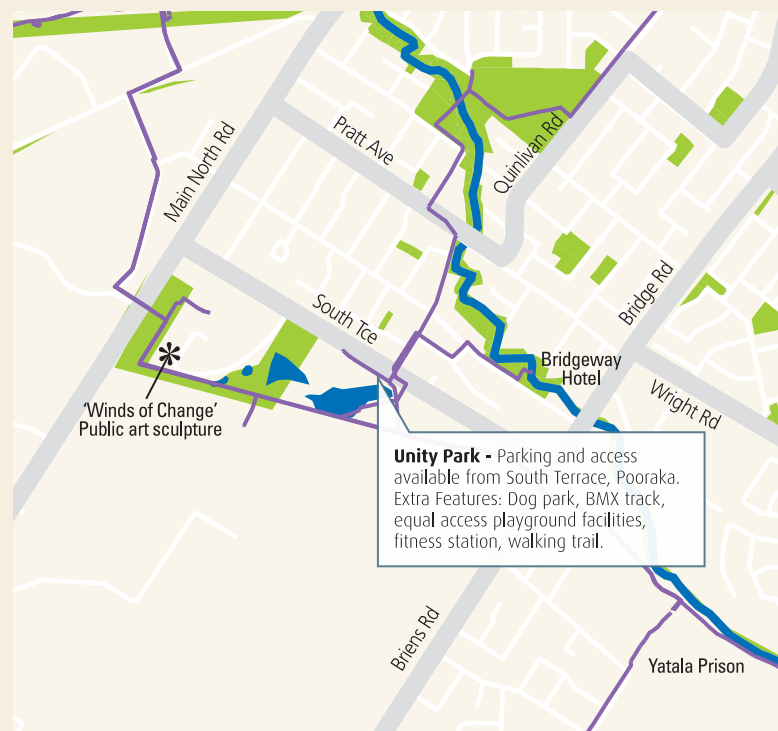 Main North Rd
Pratt Ave
Quinlivan Rd
Bridge Rd
South Tce
Bridgeway
Hotel
Wright Rd
'Winds of Change'
Public art sculpture
Unity Park - Parking and access
available from South Terrace, Pooraka.
Extra Features: Dog park, BMX track,
equal access playground facilities,
fitness station, walking trail.
Briens Rd
Yatala Prison